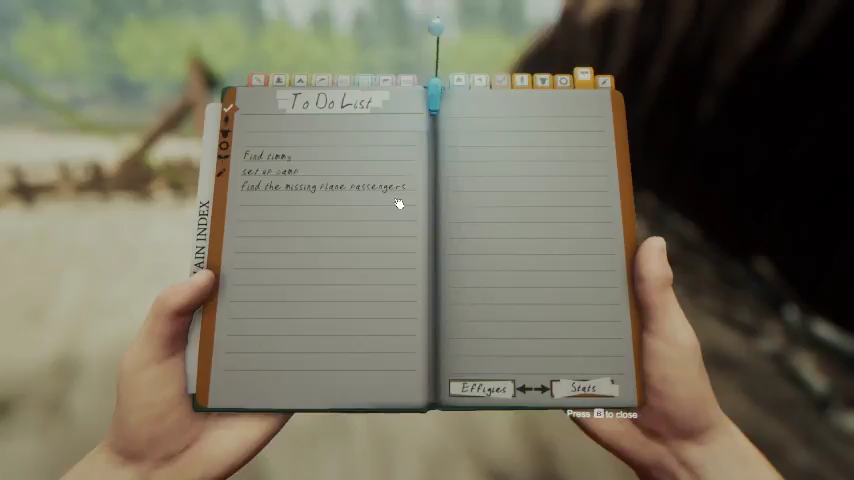 To Do List
Find timmy
set up camp
find the missing plane passengers
MAIN INDEX
Effigies
Stats
Press B to close